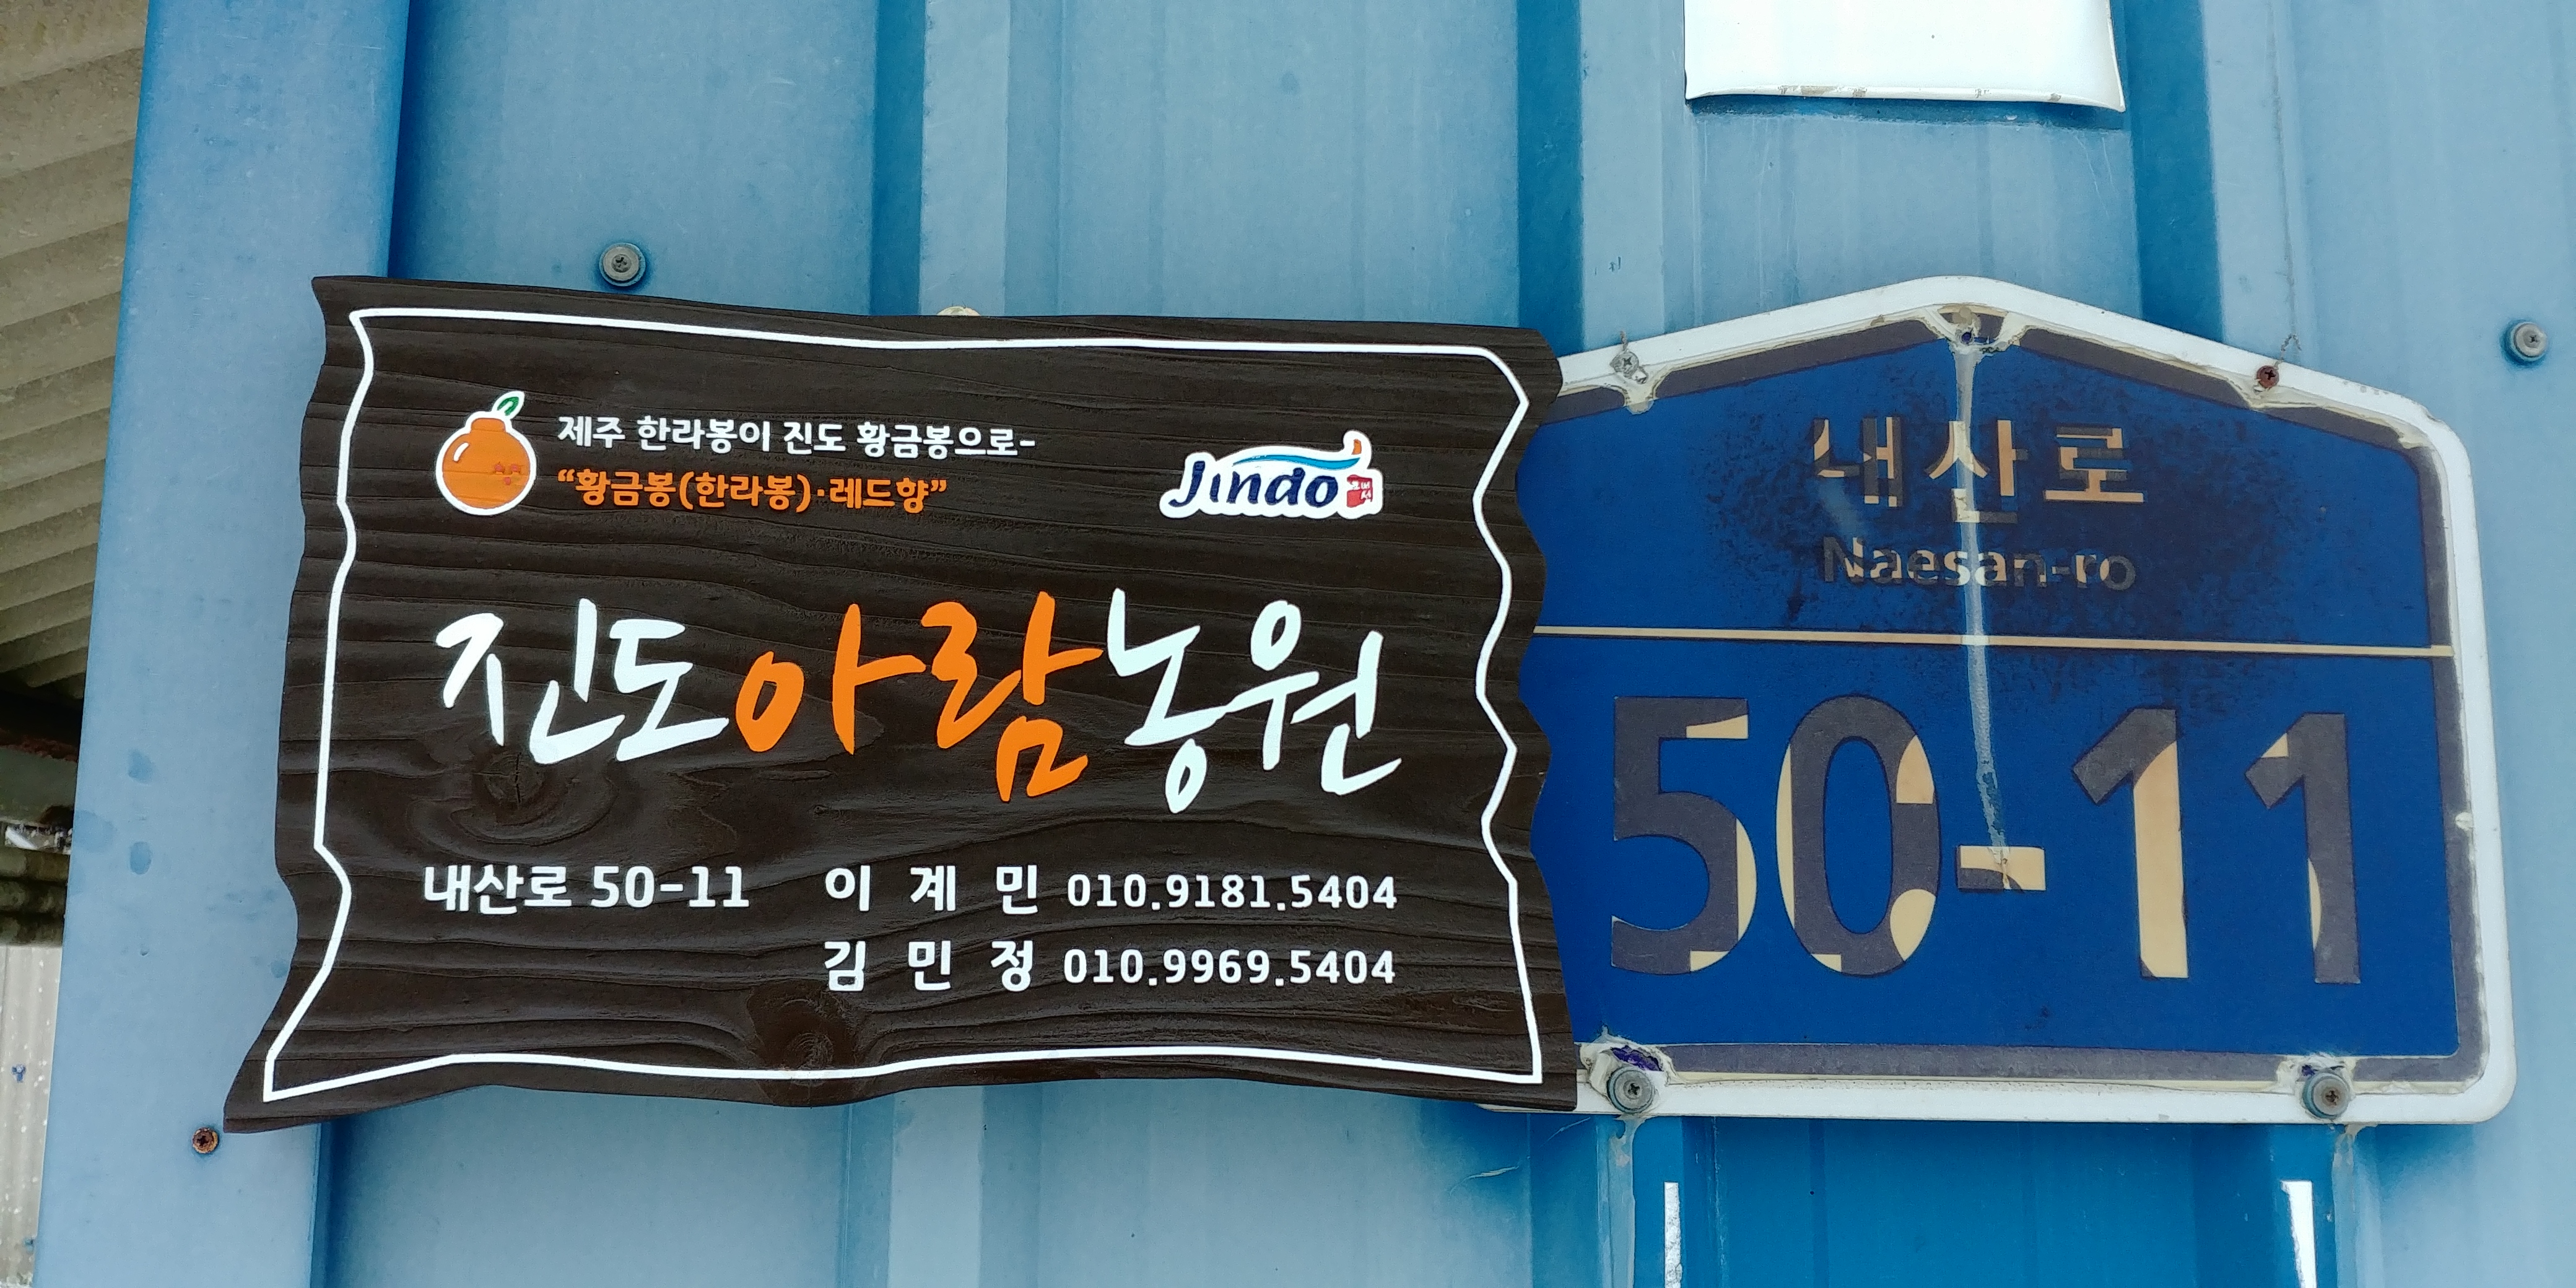 제주 한라봉이 진도 황금봉으로-
“황금봉(한라봉)·레드향”
Jindo
진도아람농원
내산로 50-11
이 계 민 010.9181.5404
김 민 정 010.9969.5404
내산로
Naesan-ro
50-11